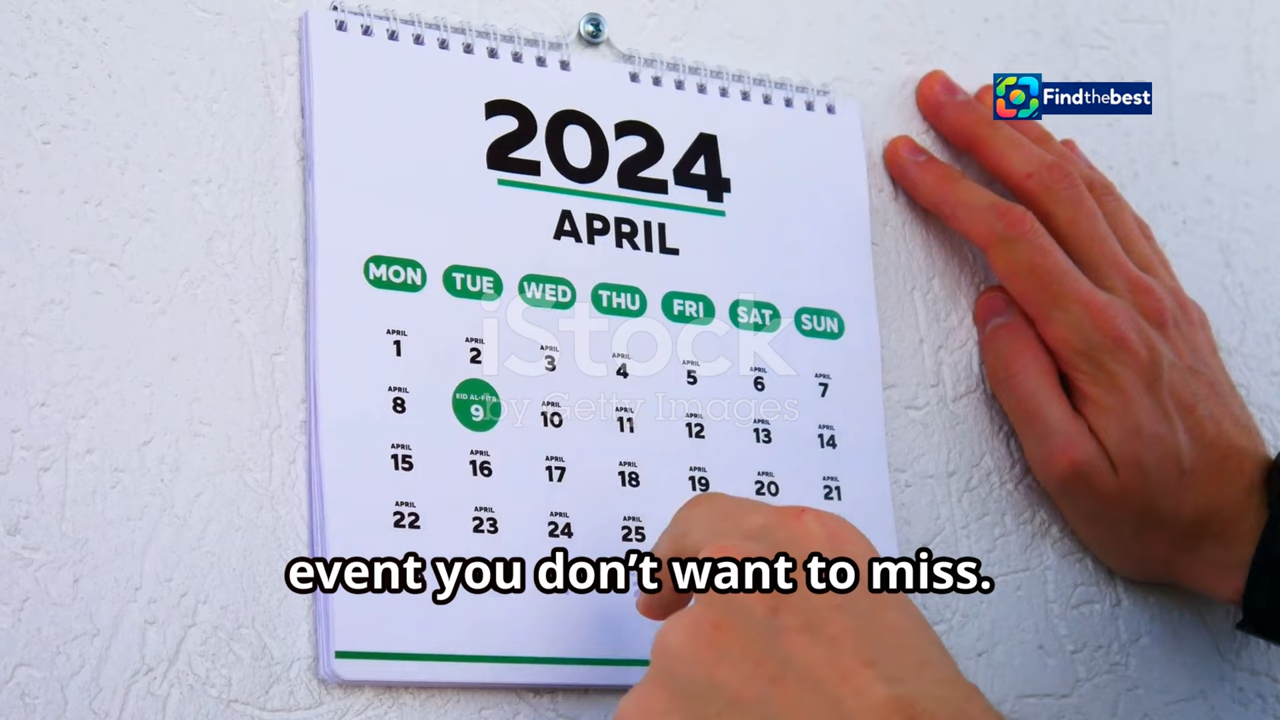 Findthebest
2024
APRIL
MON TUE WED THU FRI SAT SUN
APRIL APRIL APRIL APRIL APRIL APRIL APRIL
1 2 3 4 5 6 7
iStock
APRIL EID AL-FITR APRIL APRIL APRIL APRIL APRIL
8 9 10 11 12 13 14
by Getty Images
APRIL APRIL APRIL APRIL APRIL APRIL APRIL
15 16 17 18 19 20 21
APRIL APRIL APRIL APRIL
22 23 24 25
event you don’t want to miss.